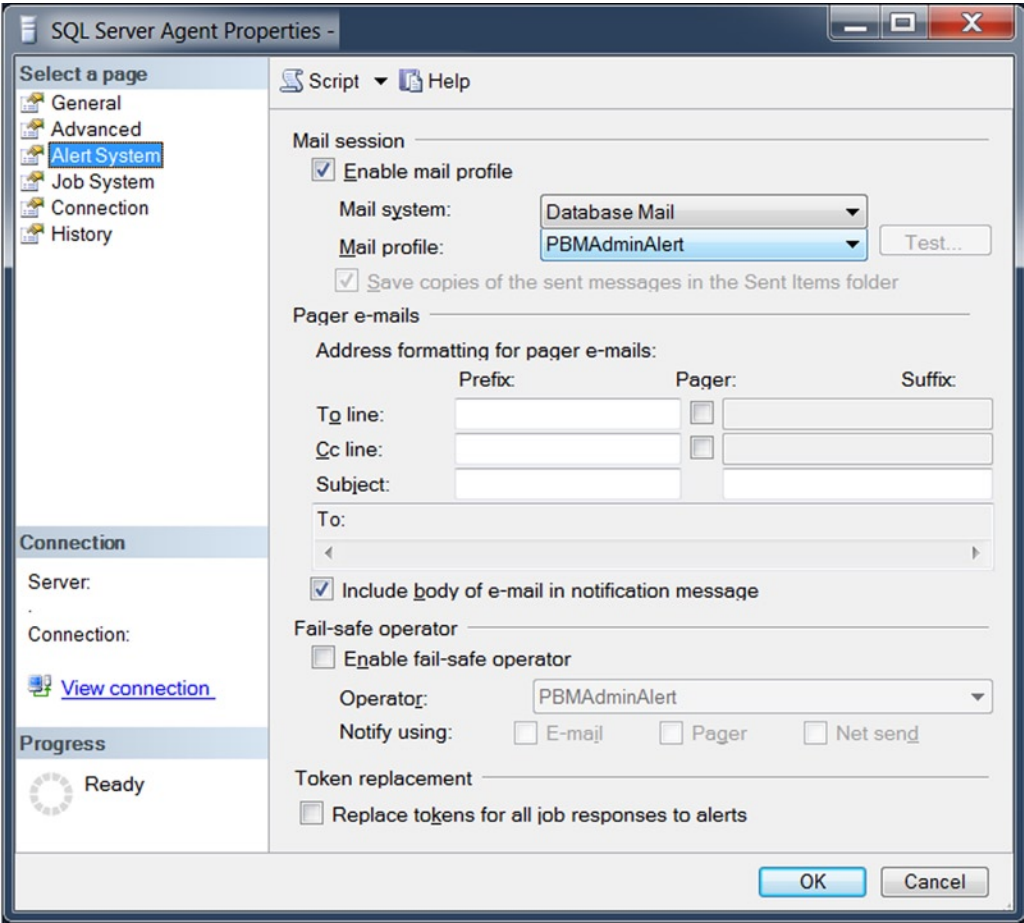 SQL Server Agent Properties -
Select a page
General
Advanced
Alert System
Job System
Connection
History
Script Help
Mail session
Enable mail profile
Mail system: Database Mail
Mail profile: PBMAdminAlert Test...
Save copies of the sent messages in the Sent Items folder
Pager e-mails
Address formatting for pager e-mails:
Prefix: Pager: Suffix:
To line:
Cc line:
Subject:
To:
Include body of e-mail in notification message
Fail-safe operator
Enable fail-safe operator
Operator: PBMAdminAlert
Notify using: E-mail Pager Net send
Token replacement
Replace tokens for all job responses to alerts
Connection
Server:
.
Connection:
View connection
Progress
Ready
OK Cancel